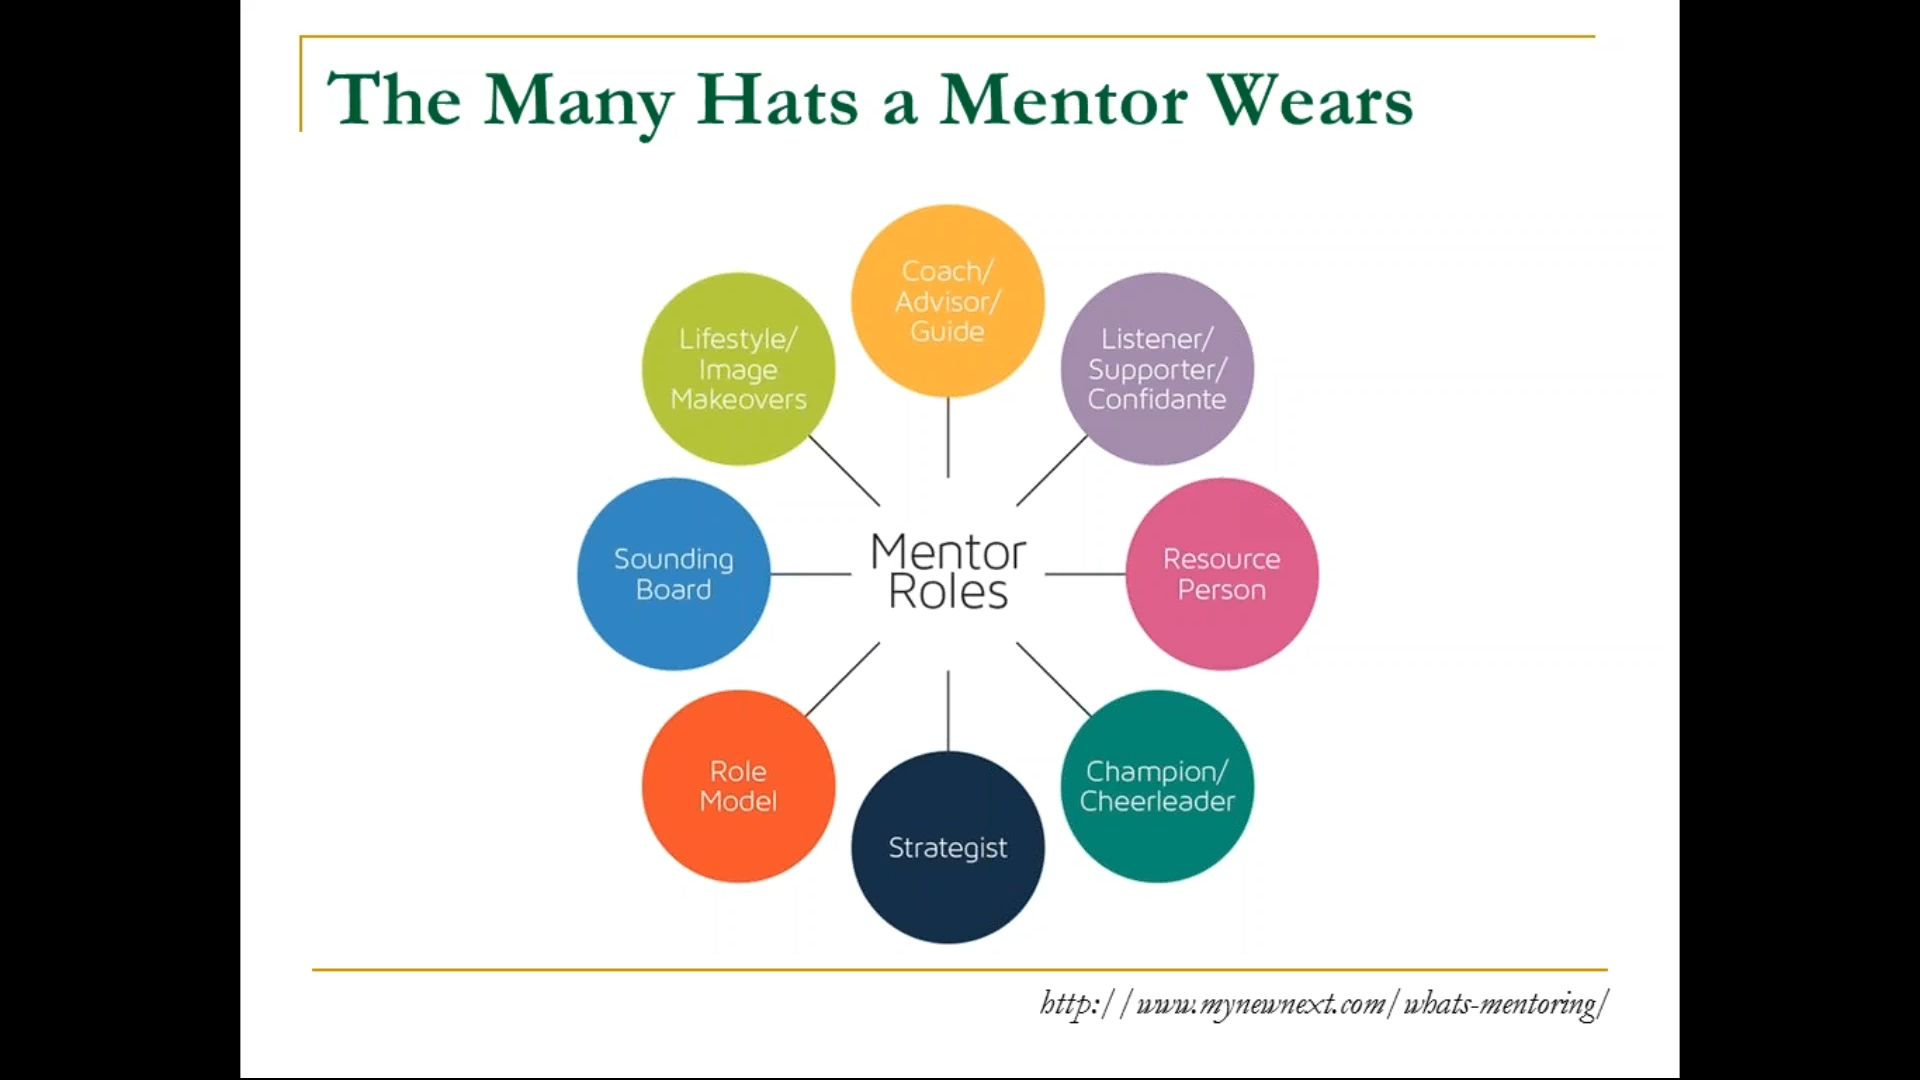 The Many Hats a Mentor Wears
Coach/
Advisor/
Guide
Lifestyle/
Image
Makeovers
Listener/
Supporter/
Confidante
Sounding
Board
Mentor
Roles
Resource
Person
Role
Model
Strategist
Champion/
Cheerleader
http://www.mynewnext.com/whats-mentoring/